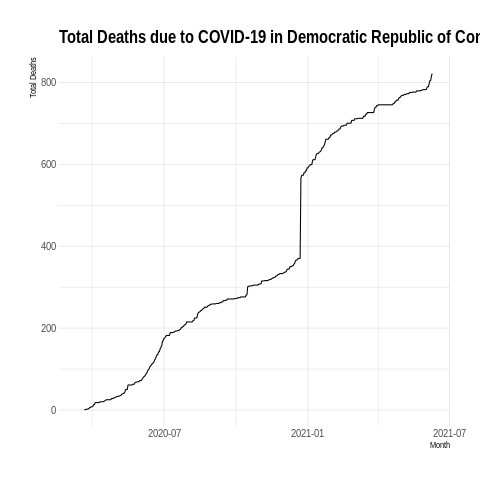 Total Deaths due to COVID-19 in Democratic Republic of Cor
Total Deaths
800
600
400
200
0
2020-07
2021-01
2021-07
Month